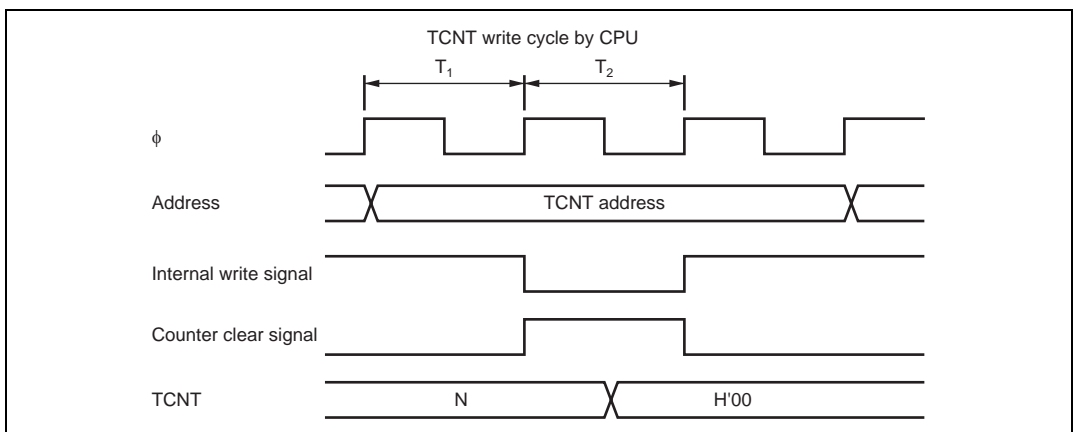 TCNT write cycle by CPU
T1 T2
φ
Address TCNT address
Internal write signal
Counter clear signal
TCNT N H'00